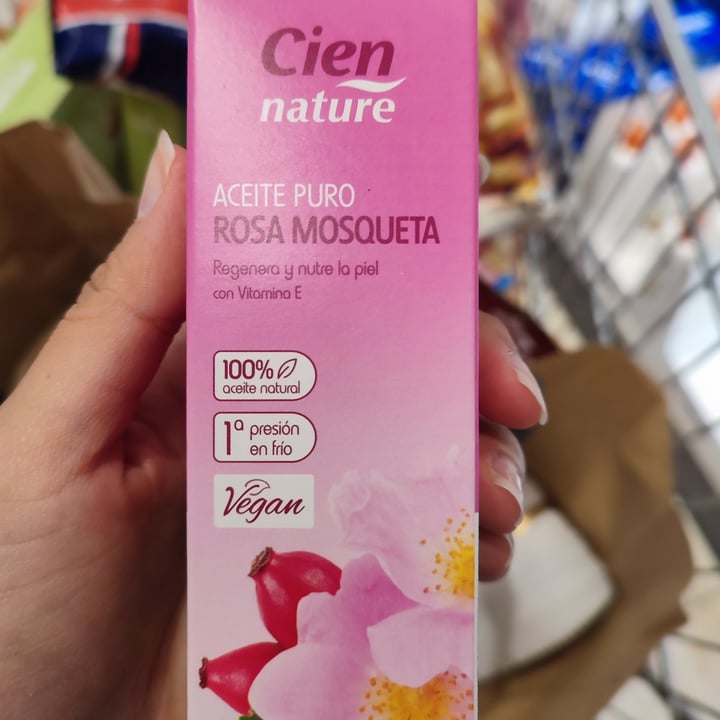 Cien
nature
ACEITE PURO
ROSA MOSQUETA
Regenera y nutre la piel
con Vitamina E
100%
aceite natural
1ª presión
en frío
Vegan